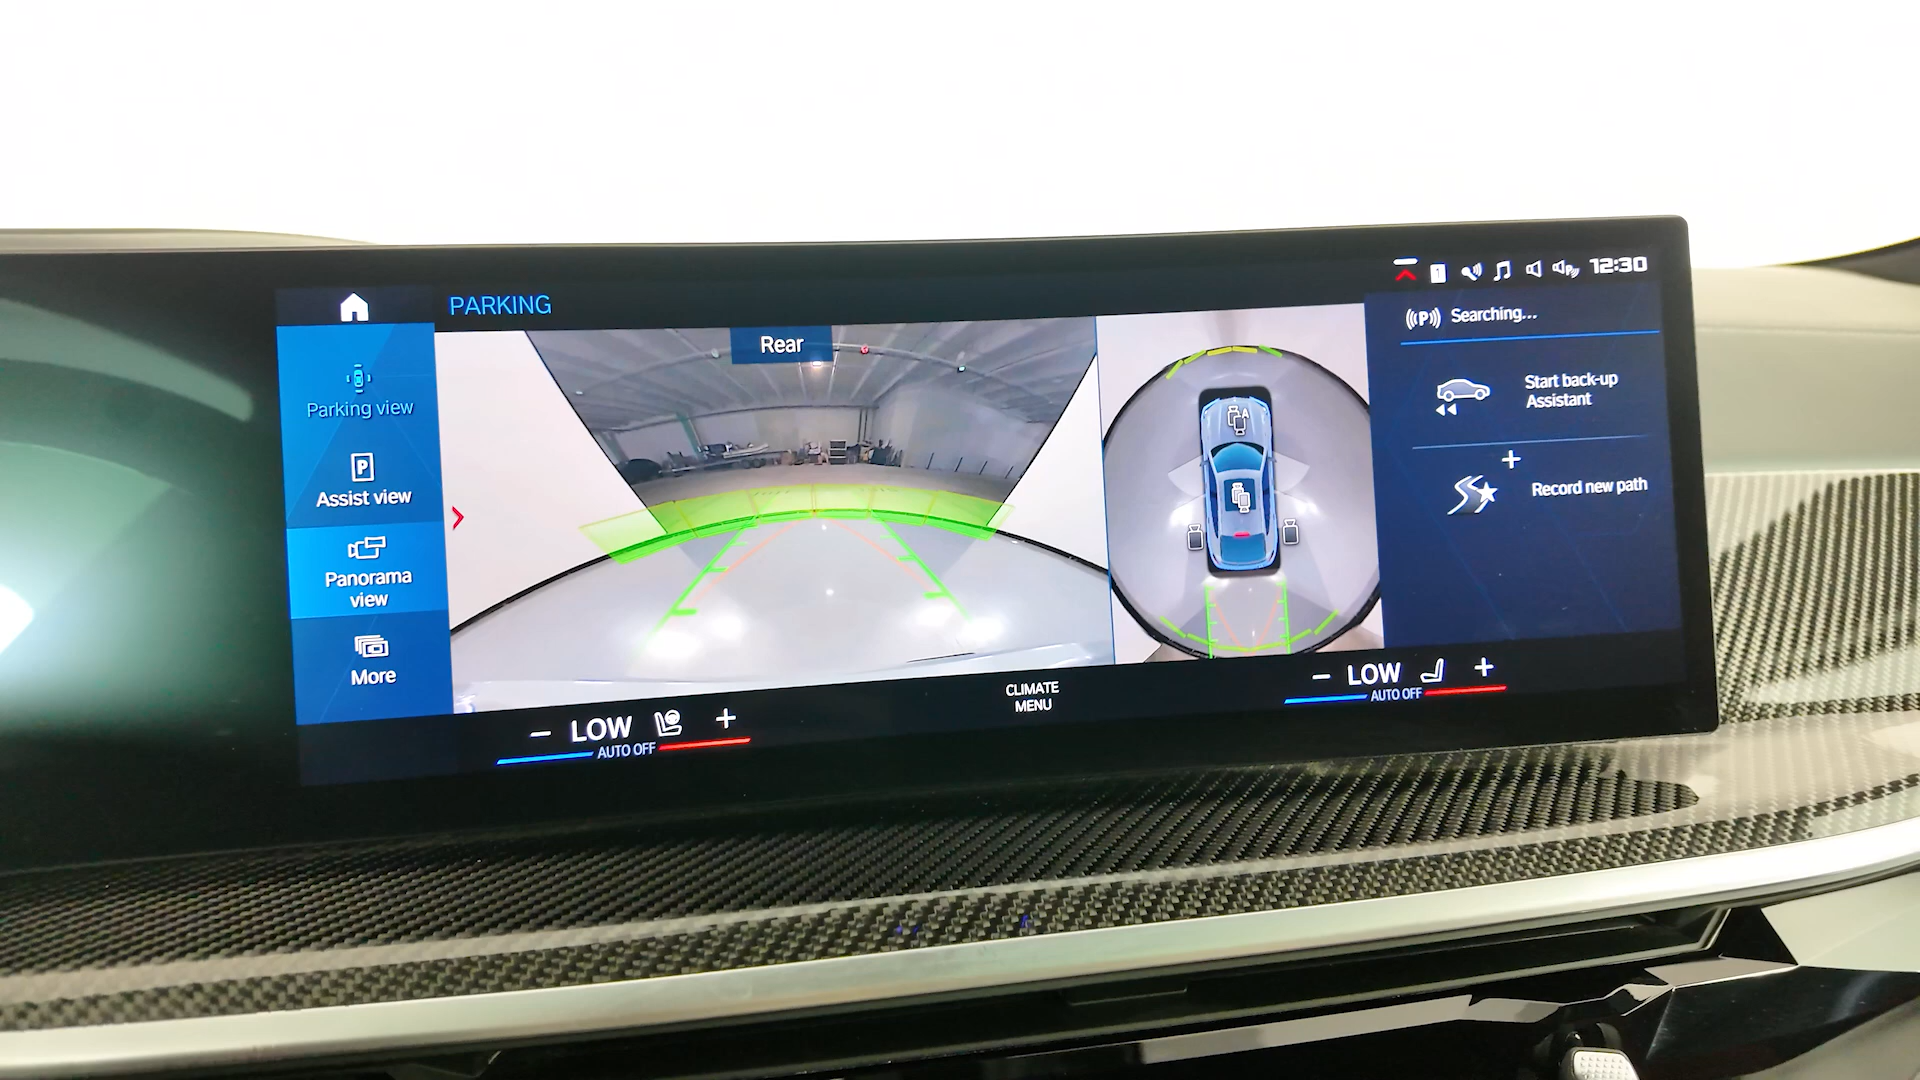 12:30
PARKING
Searching...
Rear
Parking view
Start back-up
Assistant
P
Assist view
Record new path
Panorama
view
More
− LOW +
AUTO OFF
CLIMATE
MENU
− LOW +
AUTO OFF